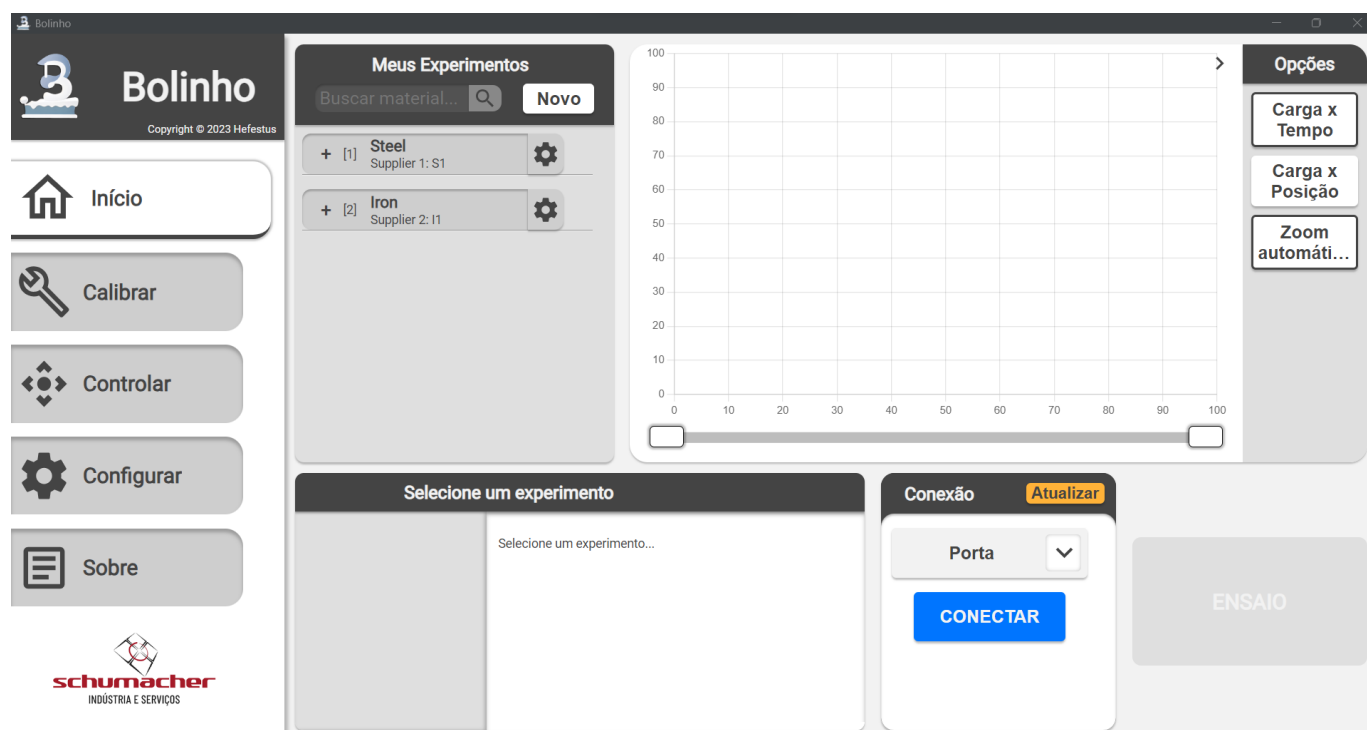 Bolinho
Bolinho
Copyright © 2023 Hefestus
Início
Calibrar
Controlar
Configurar
Sobre
schumacher
INDÚSTRIA E SERVIÇOS
Meus Experimentos
Buscar material...
Novo
+ [1] Steel
Supplier 1: S1
+ [2] Iron
Supplier 2: I1
100
90
80
70
60
50
40
30
20
10
0
0 10 20 30 40 50 60 70 80 90 100
Opções
Carga x
Tempo
Carga x
Posição
Zoom
automáti...
Selecione um experimento
Selecione um experimento...
Conexão
Atualizar
Porta
CONECTAR
ENSAIO